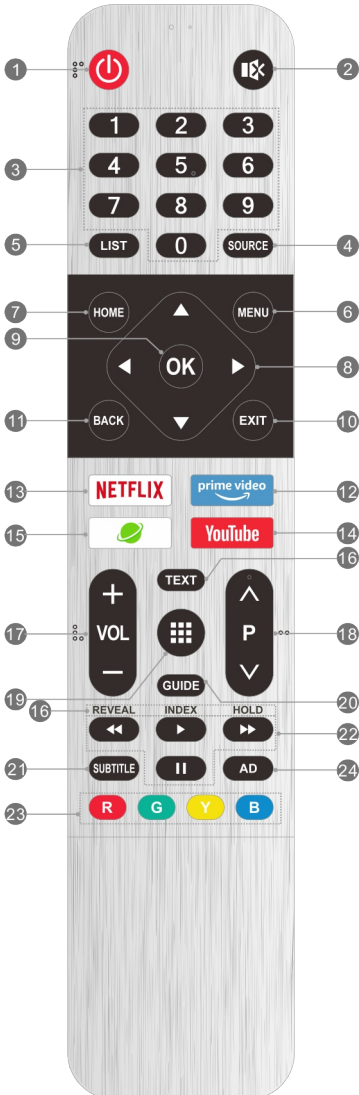 1 2
1 2 3
3 4 5 6
7 8 9
5 LIST 0 SOURCE 4
7 HOME MENU 6
9 OK 8
11 BACK EXIT 10
13 NETFLIX prime video 12
15 YouTube 14
TEXT 16
+
17 VOL P 18
−
19 GUIDE 20
16 REVEAL INDEX HOLD
22
21 SUBTITLE AD 24
23 R G Y B